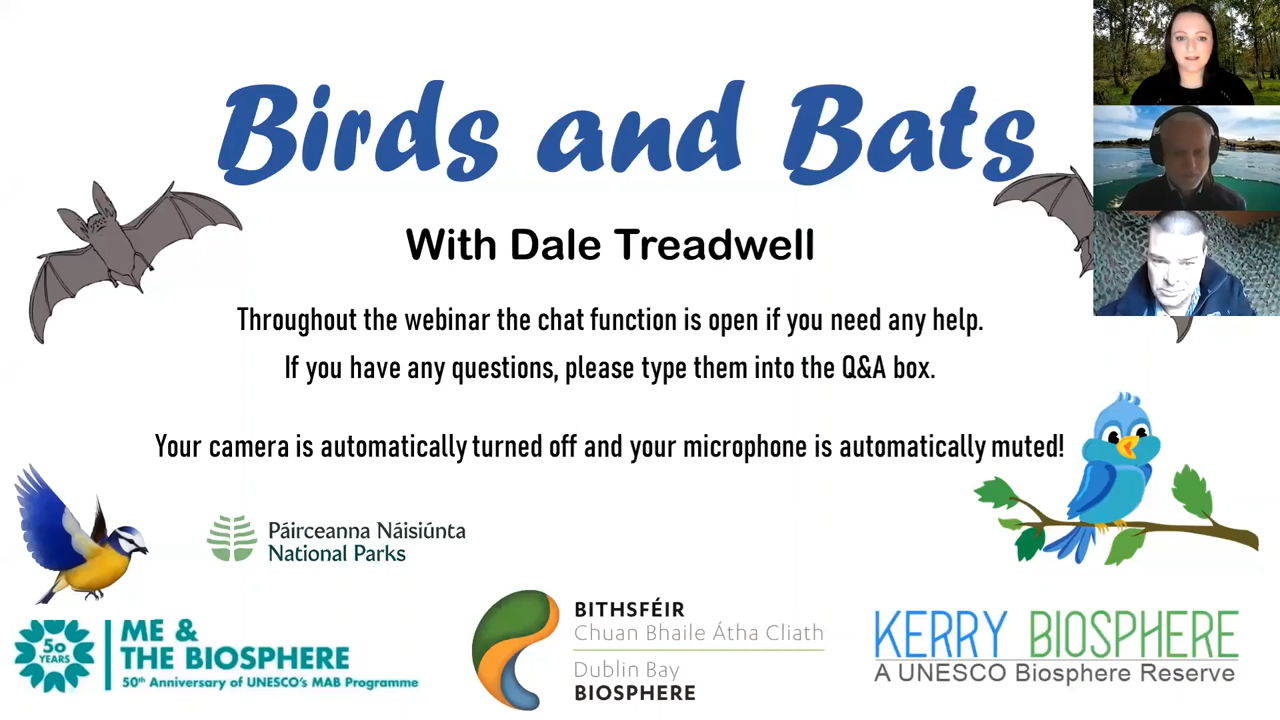 Birds and Bats
With Dale Treadwell
Throughout the webinar the chat function is open if you need any help.
If you have any questions, please type them into the Q&A box.
Your camera is automatically turned off and your microphone is automatically muted!
Páirceanna Náisiúnta
National Parks
50
YEARS
ME &
THE BIOSPHERE
50th Anniversary of UNESCO's MAB Programme
BITHSFÉIR
Chuan Bhaile Átha Cliath
Dublin Bay
BIOSPHERE
KERRY BIOSPHERE
A UNESCO Biosphere Reserve